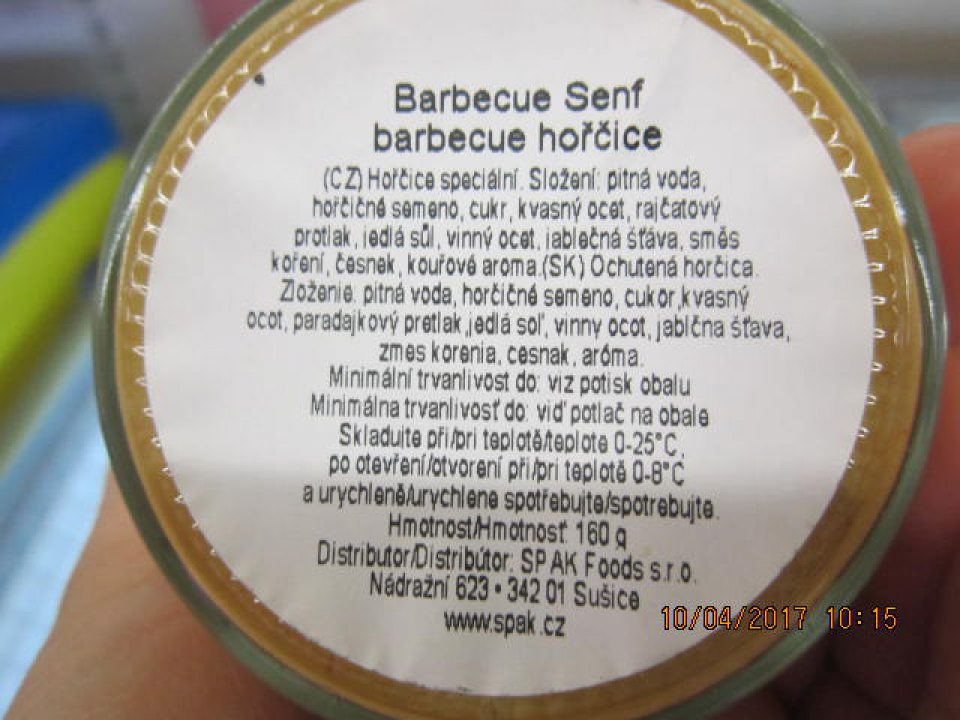 Barbecue Senf
barbecue hořčice
(CZ) Hořčice speciální. Složení: pitná voda,
hořčičné semeno, cukr, kvasný ocet, rajčatový
protlak, jedlá sůl, vinný ocet, jablečná šťáva, směs
koření, česnek, kouřové aroma.(SK) Ochutená horčica.
Zloženie: pitná voda, horčičné semeno, cukor,kvasný
ocot, paradajkový pretlak,jedlá soľ, vinny ocot, jablčna šťava,
zmes korenia, cesnak, aróma.
Minimální trvanlivost do: viz potisk obalu
Minimálna trvanlivosť do: viď potlač na obale
Skladujte při/pri teplotě/teplote 0-25°C,
po otevření/otvorení při/pri teplotě 0-8°C
a urychleně/urychlene spotřebujte/spotrebujte.
Hmotnost/Hmotnosť: 160 g
Distributor/Distribútor: SPAK Foods s.r.o.
Nádražní 623 • 342 01 Sušice
www.spak.cz
10/04/2017 10:15